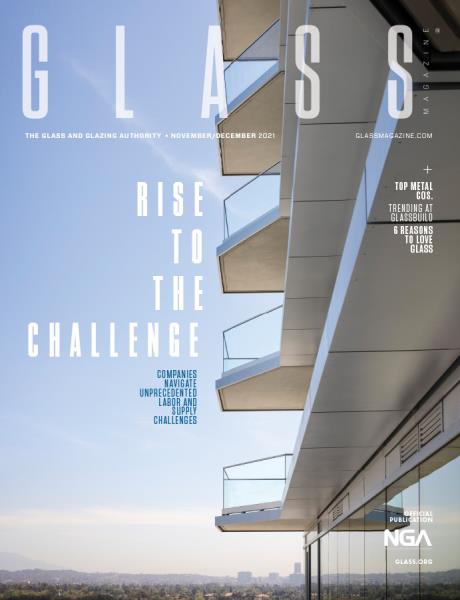 GLASS
MAGAZINE®
THE GLASS AND GLAZING AUTHORITY • NOVEMBER/DECEMBER 2021
GLASSMAGAZINE.COM
+
TOP METAL
COS.
TRENDING AT
GLASSBUILD
6 REASONS
TO LOVE
GLASS
RISE
TO
THE
CHALLENGE
COMPANIES
NAVIGATE
UNPRECEDENTED
LABOR AND
SUPPLY
CHALLENGES
OFFICIAL
PUBLICATION
NGA
GLASS.ORG